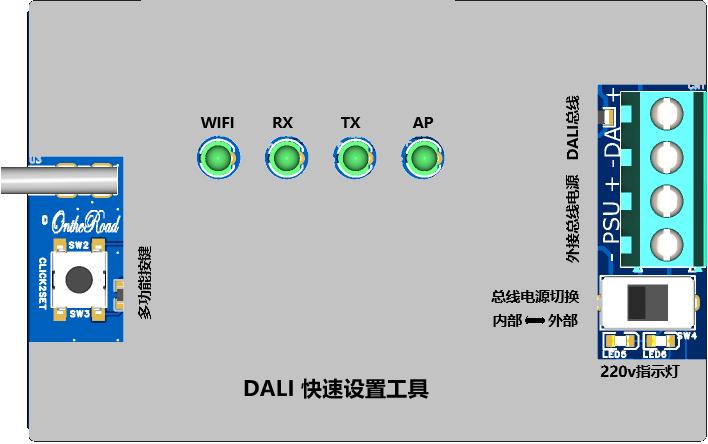 WIFI
RX
TX
AP
U3
OntheRoad
SW2
CLICK2SET
SW3
多功能按键
DALI总线
外接总线电源
- PSU + -DA +
总线电源切换
内部 外部
SW4
LED5
LED6
220v指示灯
DALI 快速设置工具